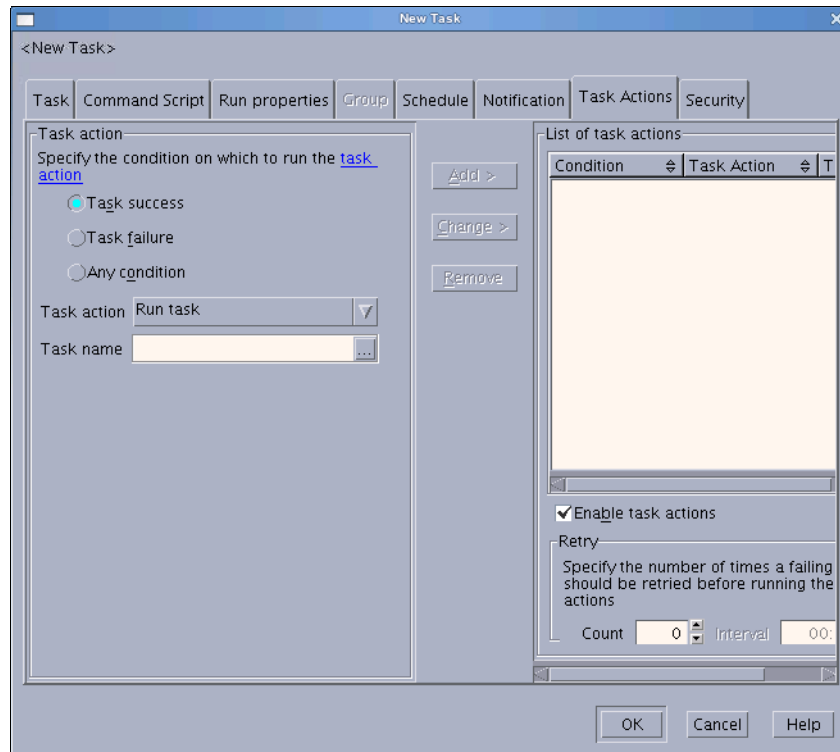 New Task
<New Task>
Task
Command Script
Run properties
Group
Schedule
Notification
Task Actions
Security
Task action
Specify the condition on which to run the task
action
Task success
Task failure
Any condition
Task action
Run task
Task name
...
Add >
Change >
Remove
List of task actions
Condition
Task Action
T
Enable task actions
Retry
Specify the number of times a failing
should be retried before running the
actions
Count
0
Interval
00:
OK
Cancel
Help